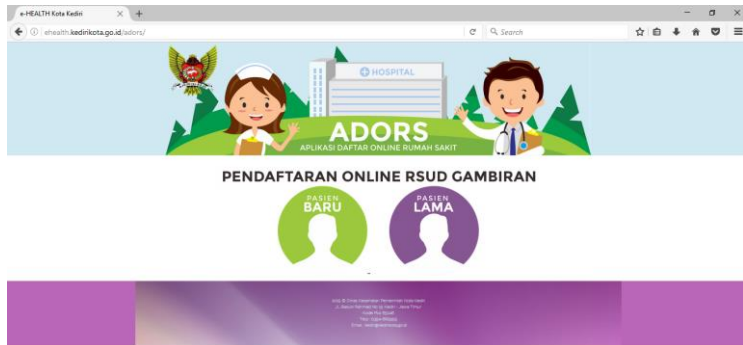 e-HEALTH Kota Kediri
ehealth.kedirikota.go.id/adors/
Search
HOSPITAL
ADORS
APLIKASI DAFTAR ONLINE RUMAH SAKIT
PENDAFTARAN ONLINE RSUD GAMBIRAN
PASIEN
BARU
PASIEN
LAMA